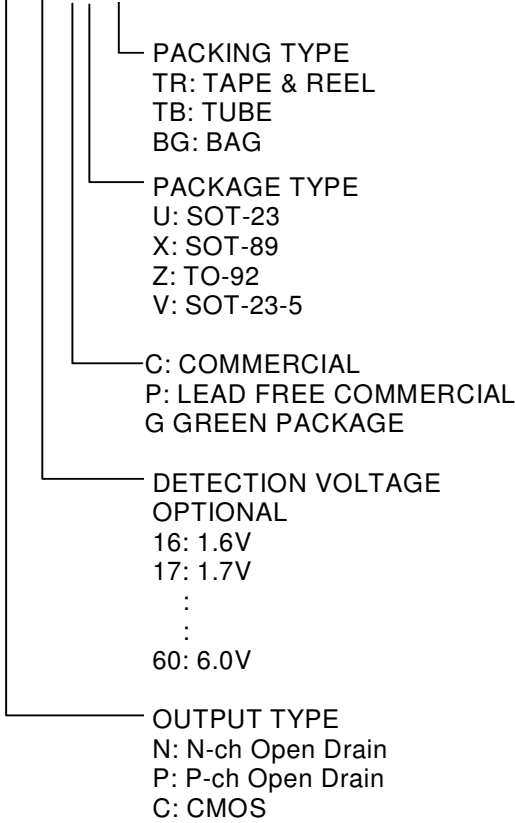 PACKING TYPE
TR: TAPE & REEL
TB: TUBE
BG: BAG
PACKAGE TYPE
U: SOT-23
X: SOT-89
Z: TO-92
V: SOT-23-5
C: COMMERCIAL
P: LEAD FREE COMMERCIAL
G GREEN PACKAGE
DETECTION VOLTAGE
OPTIONAL
16: 1.6V
17: 1.7V
:
:
60: 6.0V
OUTPUT TYPE
N: N-ch Open Drain
P: P-ch Open Drain
C: CMOS